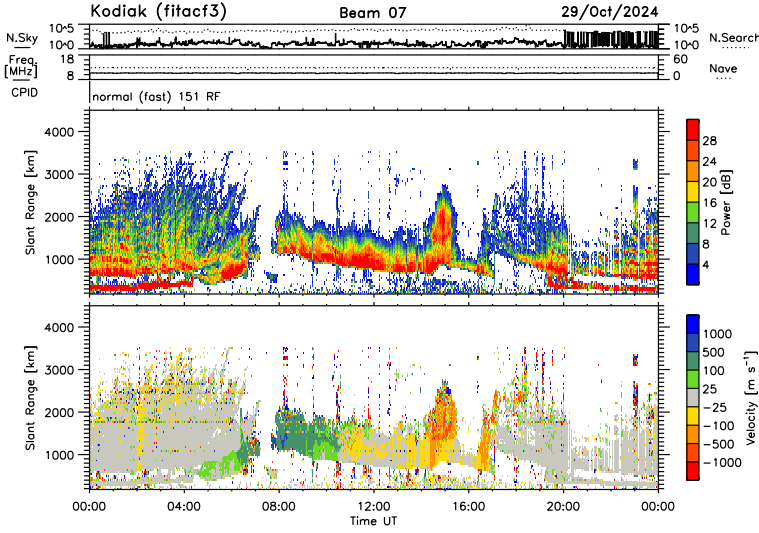 Kodiak (fitacf3) Beam 07 29/Oct/2024
N.Sky 10^5 10^0 10^5 10^0 N.Search
Freq. [MHz] 18 8 60 0 Nave
CPID normal (fast) 151 RF
Slant Range [km] 4000 3000 2000 1000
Power [dB] 28 24 20 16 12 8 4
Slant Range [km] 4000 3000 2000 1000
Velocity [m s⁻¹] 1000 500 100 25 −25 −100 −500 −1000
00:00 04:00 08:00 12:00 16:00 20:00 00:00
Time UT